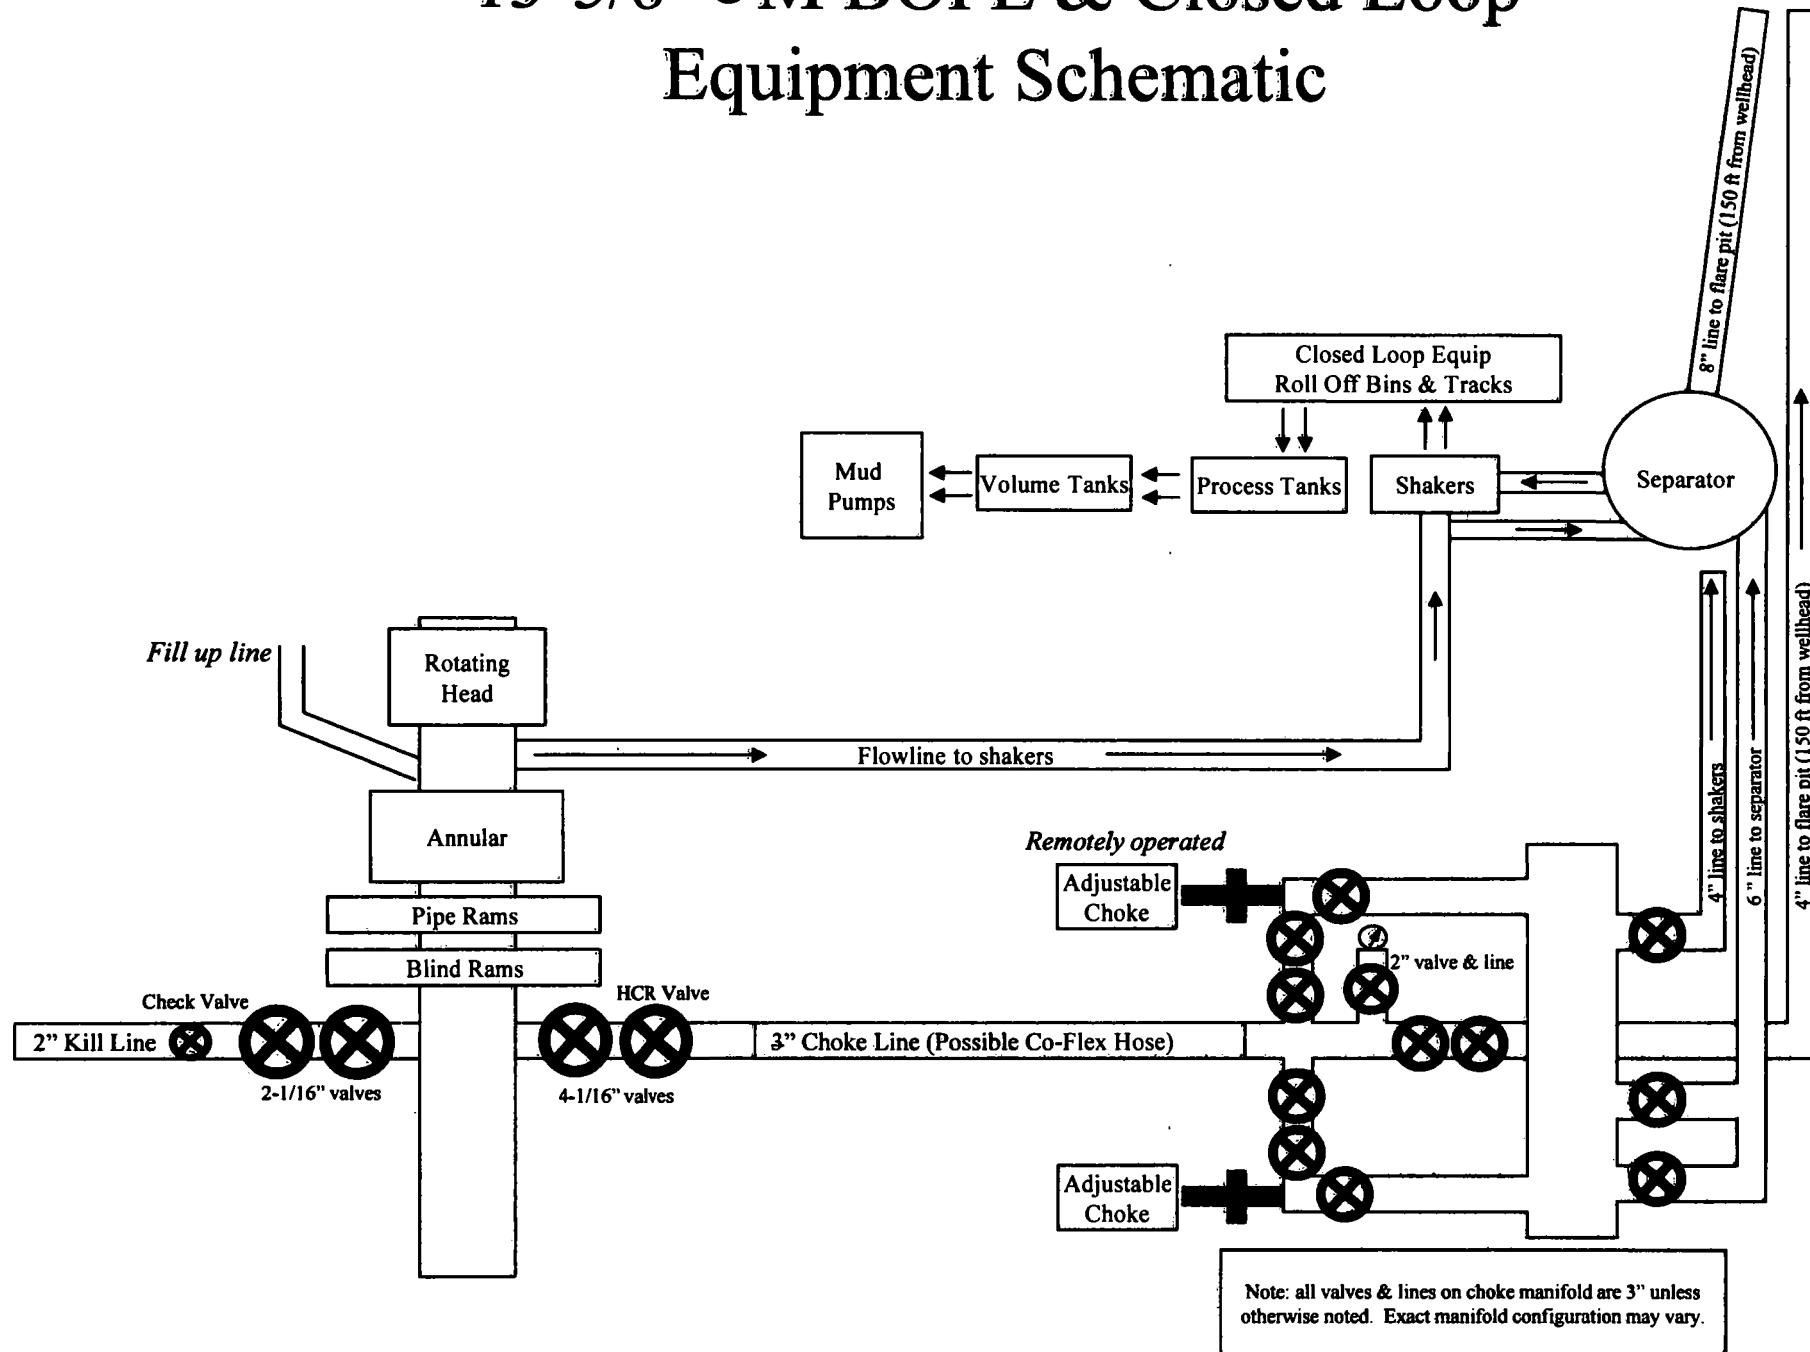 BOPE & Closed Loop
Equipment Schematic
8” line to flare pit (150 ft from wellhead)
Closed Loop Equip
Roll Off Bins & Tracks
Mud
Pumps
Volume Tanks
Process Tanks
Shakers
Separator
Fill up line
Rotating
Head
Flowline to shakers
Annular
Pipe Rams
Blind Rams
Remotely operated
Adjustable
Choke
2” valve & line
4” line to shakers
6” line to separator
4” line to flare pit (150 ft from wellhead)
Check Valve
HCR Valve
2” Kill Line
3” Choke Line (Possible Co-Flex Hose)
2-1/16” valves
4-1/16” valves
Adjustable
Choke
Note: all valves & lines on choke manifold are 3” unless
otherwise noted. Exact manifold configuration may vary.